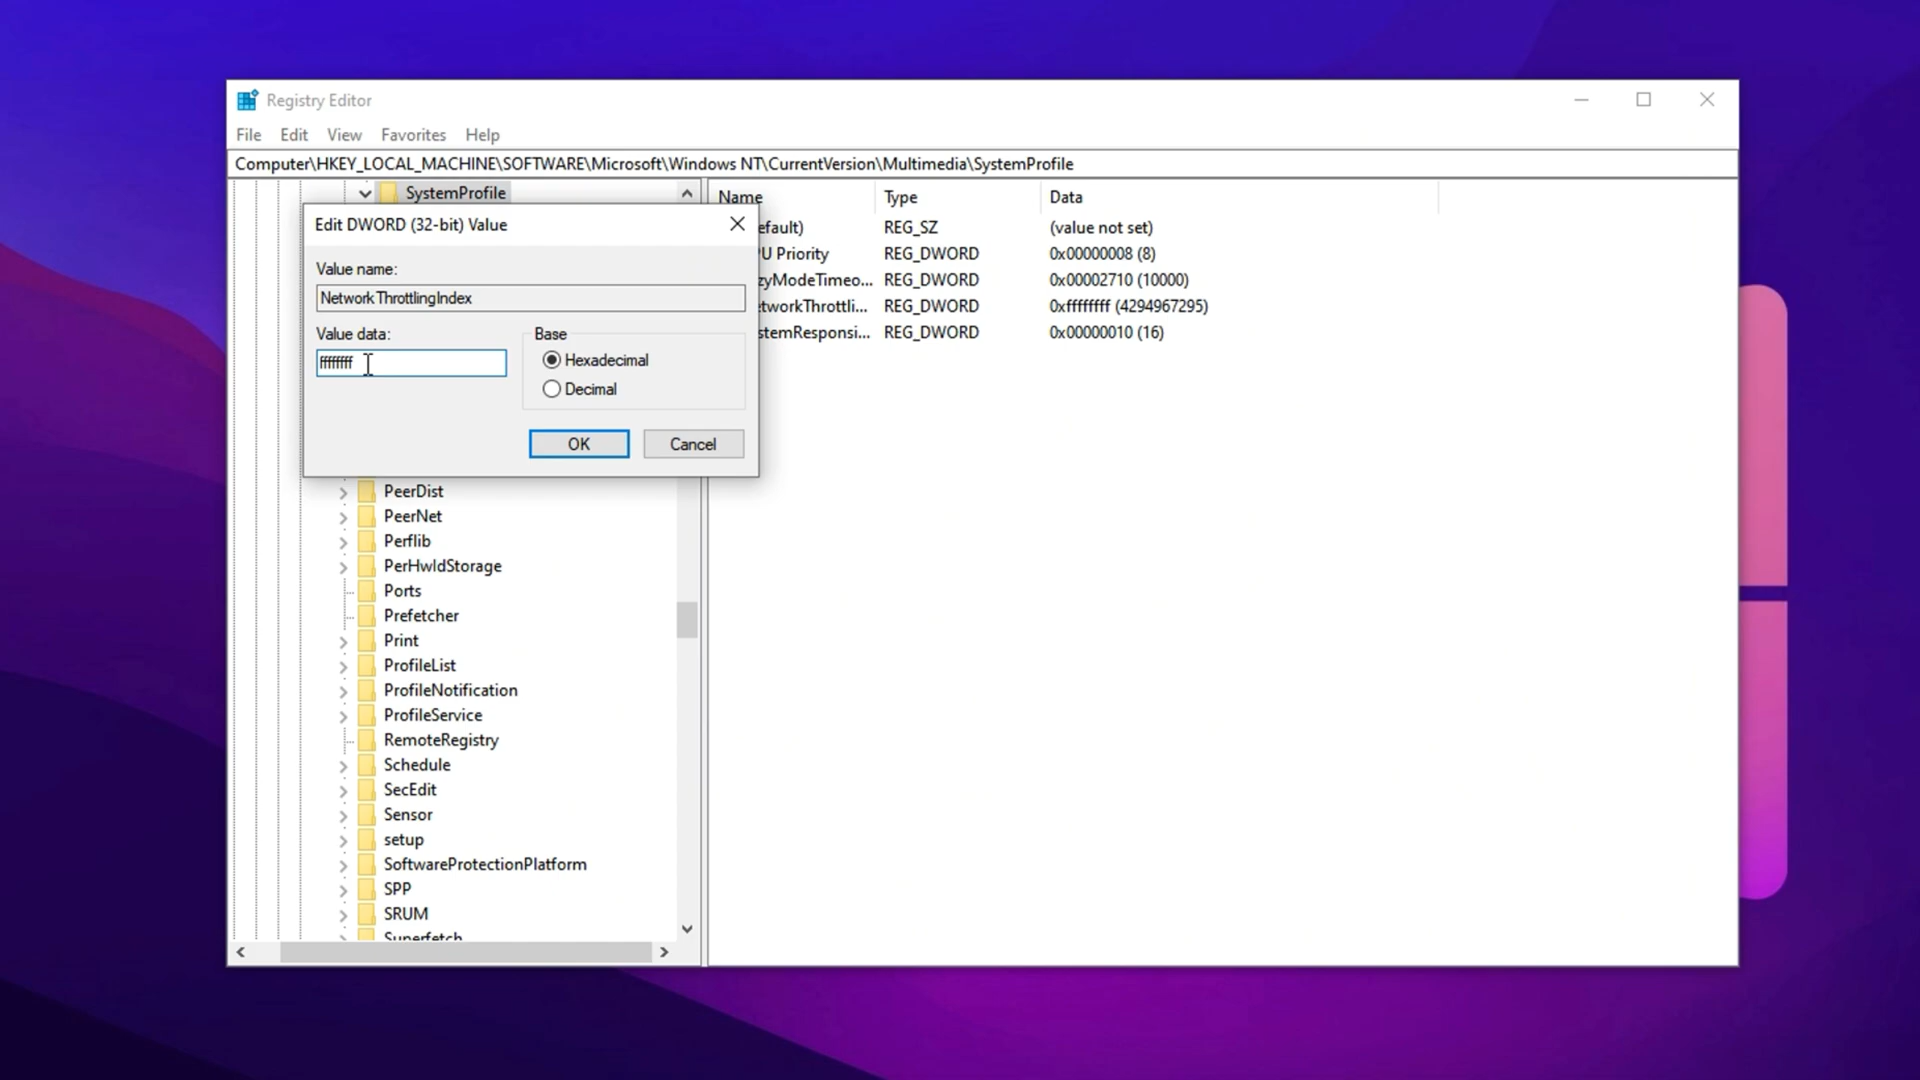 Registry Editor
File Edit View Favorites Help
Computer\HKEY_LOCAL_MACHINE\SOFTWARE\Microsoft\Windows NT\CurrentVersion\Multimedia\SystemProfile
SystemProfile
Name Type Data
efault) REG_SZ (value not set)
U Priority REG_DWORD 0x00000008 (8)
zyModeTimeo... REG_DWORD 0x00002710 (10000)
etworkThrottli... REG_DWORD 0xffffffff (4294967295)
stemResponsi... REG_DWORD 0x00000010 (16)
Edit DWORD (32-bit) Value
Value name:
NetworkThrottlingIndex
Value data:
ffffffff
Base
Hexadecimal
Decimal
OK Cancel
PeerDist
PeerNet
Perflib
PerHwIdStorage
Ports
Prefetcher
Print
ProfileList
ProfileNotification
ProfileService
RemoteRegistry
Schedule
SecEdit
Sensor
setup
SoftwareProtectionPlatform
SPP
SRUM
Superfetch